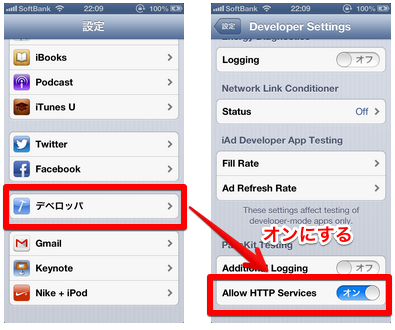 SoftBank 22:09 100%
設定
iBooks
Podcast
iTunes U
Twitter
Facebook
デベロッパ
Gmail
Keynote
Nike + iPod
SoftBank 22:09 100%
設定 Developer Settings
Energy Diagnostics
Logging オフ
Network Link Conditioner
Status Off
iAd Developer App Testing
Fill Rate
Ad Refresh Rate
These settings affect testing of
developer-mode apps only.
オンにする
PassKit Testing
Additional Logging オフ
Allow HTTP Services オン